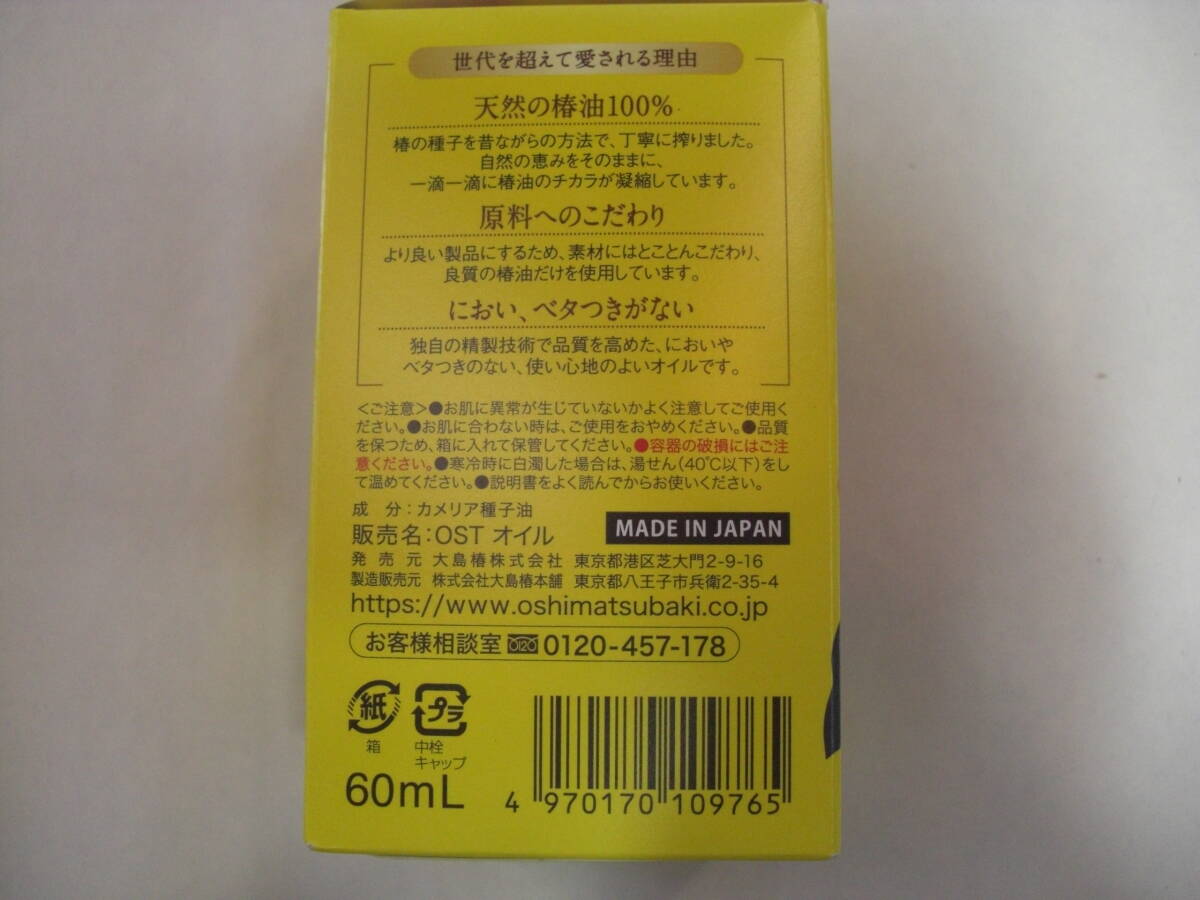 世代を超えて愛される理由
天然の椿油100%
椿の種子を昔ながらの方法で、丁寧に搾りました。
自然の恵みをそのままに、
一滴一滴に椿油のチカラが凝縮しています。
原料へのこだわり
より良い製品にするため、素材にはとことんこだわり、
良質の椿油だけを使用しています。
におい、ベタつきがない
独自の精製技術で品質を高めた、においや
ベタつきのない、使い心地のよいオイルです。
<ご注意>●お肌に異常が生じていないかよく注意してご使用く
ださい。●お肌に合わない時は、ご使用をおやめください。●品質
を保つため、箱に入れて保管してください。●容器の破損にはご注
意ください。●寒冷時に白濁した場合は、湯せん(40℃以下)をし
て温めてください。●説明書をよく読んでからお使いください。
成 分:カメリア種子油
販売名:OST オイル MADE IN JAPAN
発 売 元 大島椿株式会社 東京都港区芝大門2-9-16
製造販売元 株式会社大島椿本舗 東京都八王子市兵衛2-35-4
https://www.oshimatsubaki.co.jp
お客様相談室 0120 0120-457-178
紙 プラ
箱 中栓
キャップ
60mL
4 970170 109765